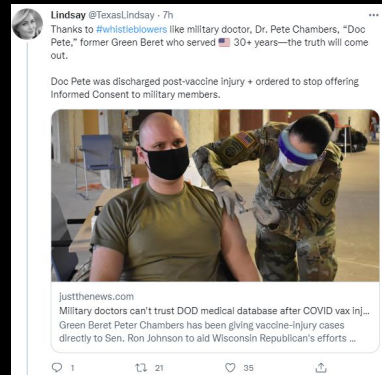 Lindsay @TexasLindsay · 7h
Thanks to #whistleblowers like military doctor, Dr. Pete Chambers, “Doc
Pete,” former Green Beret who served 🇺🇸 30+ years—the truth will come
out.
Doc Pete was discharged post-vaccine injury + ordered to stop offering
Informed Consent to military members.
justthenews.com
Military doctors can't trust DOD medical database after COVID vax inj...
Green Beret Peter Chambers has been giving vaccine-injury cases
directly to Sen. Ron Johnson to aid Wisconsin Republican's efforts ...
1 21 35